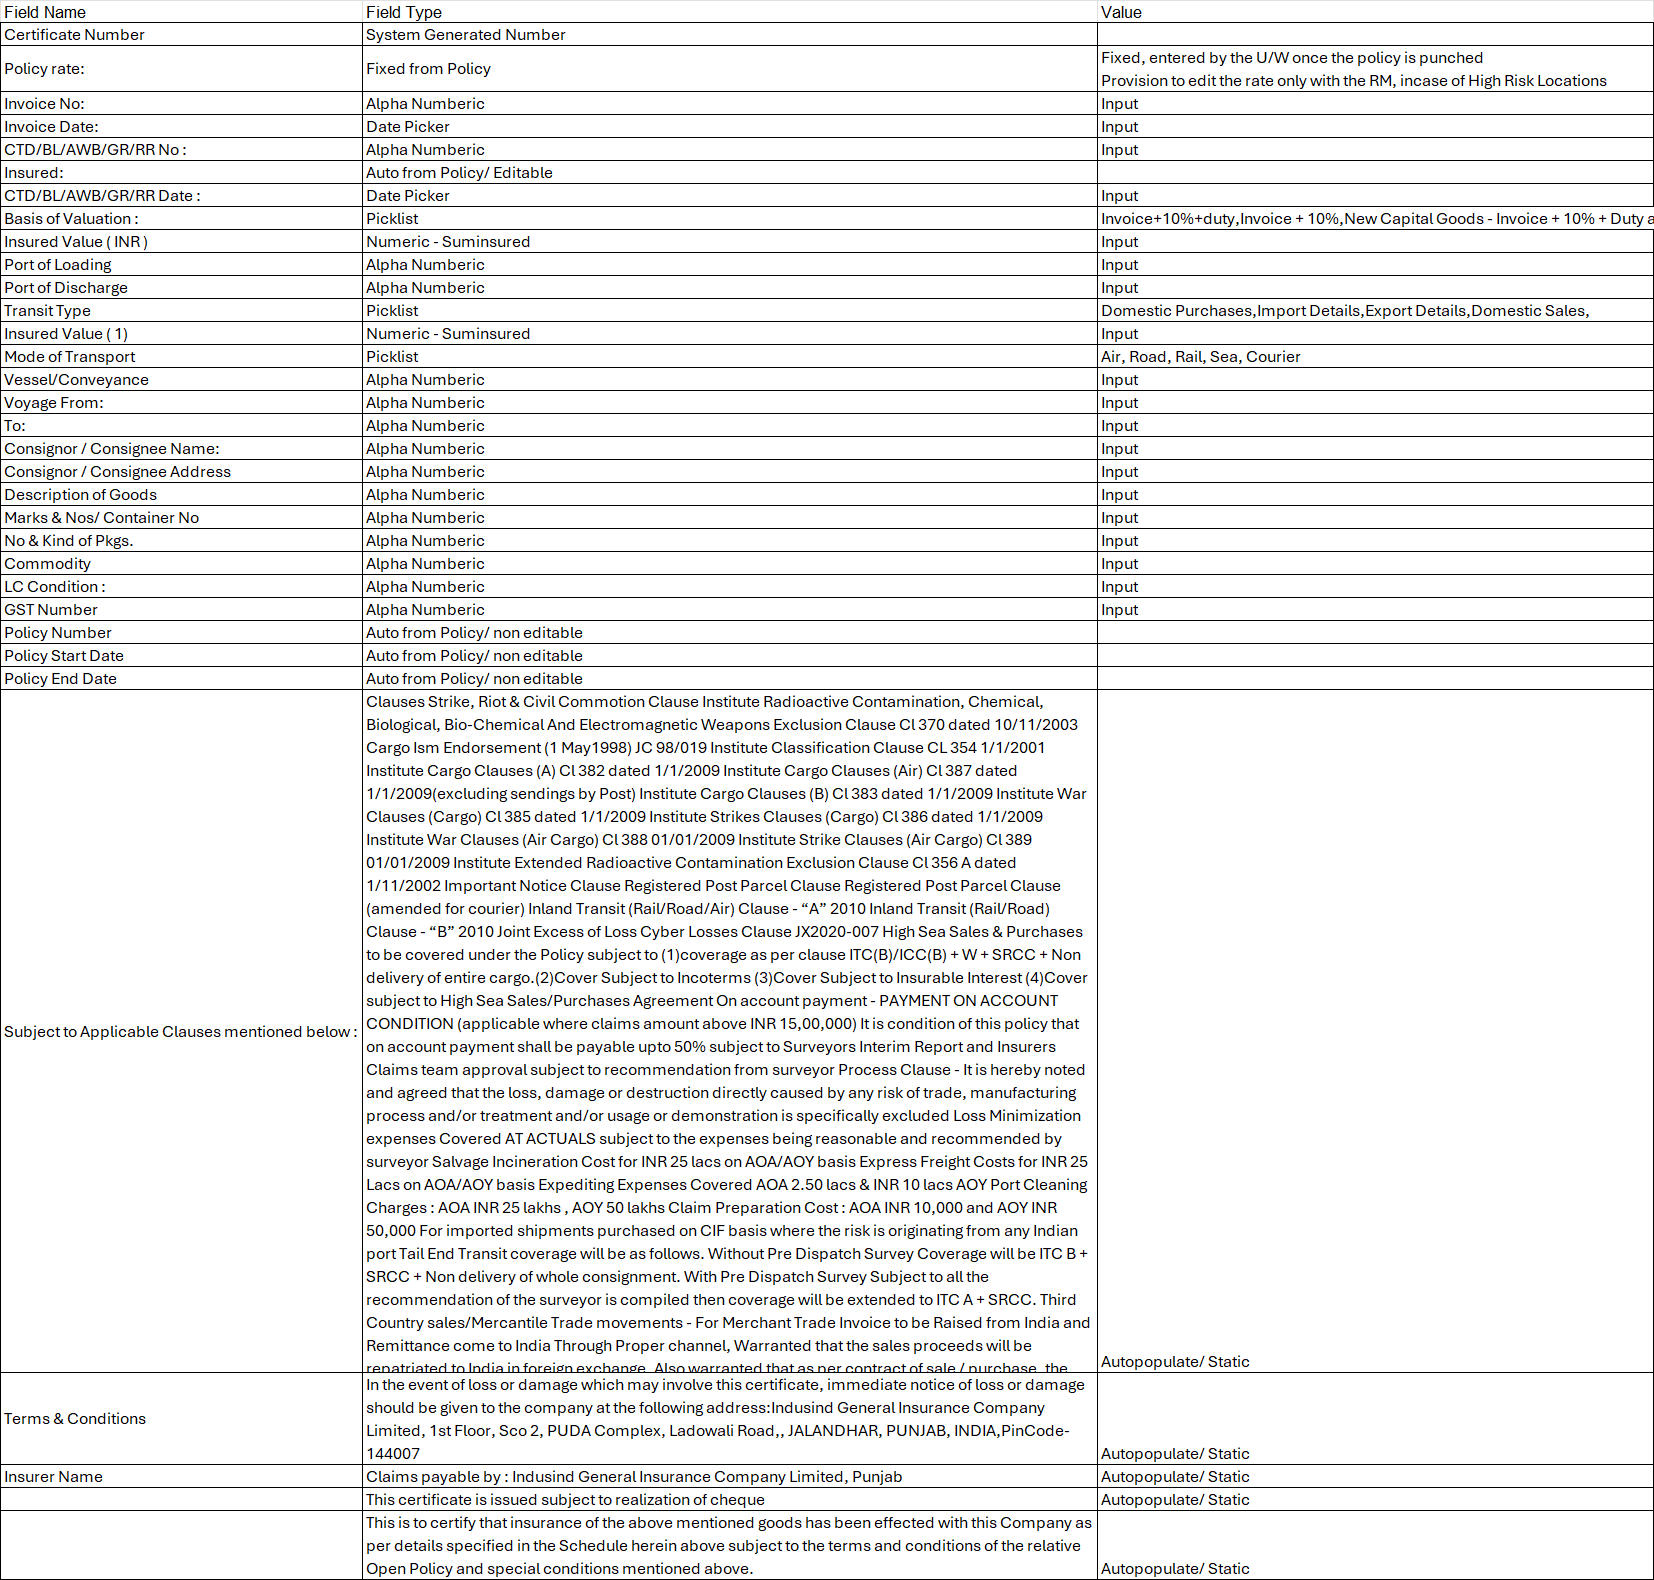 Field Name Field Type Value
Certificate Number System Generated Number
Policy rate: Fixed from Policy Fixed, entered by the U/W once the policy is punched
Provision to edit the rate only with the RM, incase of High Risk Locations
Invoice No: Alpha Numberic Input
Invoice Date: Date Picker Input
CTD/BL/AWB/GR/RR No : Alpha Numberic Input
Insured: Auto from Policy/ Editable
CTD/BL/AWB/GR/RR Date : Date Picker Input
Basis of Valuation : Picklist Invoice+10%+duty,Invoice + 10%,New Capital Goods - Invoice + 10% + Duty a
Insured Value ( INR ) Numeric - Suminsured Input
Port of Loading Alpha Numberic Input
Port of Discharge Alpha Numberic Input
Transit Type Picklist Domestic Purchases,Import Details,Export Details,Domestic Sales,
Insured Value ( 1) Numeric - Suminsured Input
Mode of Transport Picklist Air, Road, Rail, Sea, Courier
Vessel/Conveyance Alpha Numberic Input
Voyage From: Alpha Numberic Input
To: Alpha Numberic Input
Consignor / Consignee Name: Alpha Numberic Input
Consignor / Consignee Address Alpha Numberic Input
Description of Goods Alpha Numberic Input
Marks & Nos/ Container No Alpha Numberic Input
No & Kind of Pkgs. Alpha Numberic Input
Commodity Alpha Numberic Input
LC Condition : Alpha Numberic Input
GST Number Alpha Numberic Input
Policy Number Auto from Policy/ non editable
Policy Start Date Auto from Policy/ non editable
Policy End Date Auto from Policy/ non editable
Subject to Applicable Clauses mentioned below :
Clauses Strike, Riot & Civil Commotion Clause Institute Radioactive Contamination, Chemical,
Biological, Bio-Chemical And Electromagnetic Weapons Exclusion Clause Cl 370 dated 10/11/2003
Cargo Ism Endorsement (1 May1998) JC 98/019 Institute Classification Clause CL 354 1/1/2001
Institute Cargo Clauses (A) Cl 382 dated 1/1/2009 Institute Cargo Clauses (Air) Cl 387 dated
1/1/2009(excluding sendings by Post) Institute Cargo Clauses (B) Cl 383 dated 1/1/2009 Institute War
Clauses (Cargo) Cl 385 dated 1/1/2009 Institute Strikes Clauses (Cargo) Cl 386 dated 1/1/2009
Institute War Clauses (Air Cargo) Cl 388 01/01/2009 Institute Strike Clauses (Air Cargo) Cl 389
01/01/2009 Institute Extended Radioactive Contamination Exclusion Clause Cl 356 A dated
1/11/2002 Important Notice Clause Registered Post Parcel Clause Registered Post Parcel Clause
(amended for courier) Inland Transit (Rail/Road/Air) Clause - “A” 2010 Inland Transit (Rail/Road)
Clause - “B” 2010 Joint Excess of Loss Cyber Losses Clause JX2020-007 High Sea Sales & Purchases
to be covered under the Policy subject to (1)coverage as per clause ITC(B)/ICC(B) + W + SRCC + Non
delivery of entire cargo.(2)Cover Subject to Incoterms (3)Cover Subject to Insurable Interest (4)Cover
subject to High Sea Sales/Purchases Agreement On account payment - PAYMENT ON ACCOUNT
CONDITION (applicable where claims amount above INR 15,00,000) It is condition of this policy that
on account payment shall be payable upto 50% subject to Surveyors Interim Report and Insurers
Claims team approval subject to recommendation from surveyor Process Clause - It is hereby noted
and agreed that the loss, damage or destruction directly caused by any risk of trade, manufacturing
process and/or treatment and/or usage or demonstration is specifically excluded Loss Minimization
expenses Covered AT ACTUALS subject to the expenses being reasonable and recommended by
surveyor Salvage Incineration Cost for INR 25 lacs on AOA/AOY basis Express Freight Costs for INR 25
Lacs on AOA/AOY basis Expediting Expenses Covered AOA 2.50 lacs & INR 10 lacs AOY Port Cleaning
Charges : AOA INR 25 lakhs , AOY 50 lakhs Claim Preparation Cost : AOA INR 10,000 and AOY INR
50,000 For imported shipments purchased on CIF basis where the risk is originating from any Indian
port Tail End Transit coverage will be as follows. Without Pre Dispatch Survey Coverage will be ITC B +
SRCC + Non delivery of whole consignment. With Pre Dispatch Survey Subject to all the
recommendation of the surveyor is compiled then coverage will be extended to ITC A + SRCC. Third
Country sales/Mercantile Trade movements - For Merchant Trade Invoice to be Raised from India and
Remittance come to India Through Proper channel, Warranted that the sales proceeds will be
repatriated to India in foreign exchange. Also warranted that as per contract of sale / purchase, the
Autopopulate/ Static
Terms & Conditions
In the event of loss or damage which may involve this certificate, immediate notice of loss or damage
should be given to the company at the following address:Indusind General Insurance Company
Limited, 1st Floor, Sco 2, PUDA Complex, Ladowali Road,, JALANDHAR, PUNJAB, INDIA,PinCode-
144007
Autopopulate/ Static
Insurer Name Claims payable by : Indusind General Insurance Company Limited, Punjab Autopopulate/ Static
This certificate is issued subject to realization of cheque Autopopulate/ Static
This is to certify that insurance of the above mentioned goods has been effected with this Company as
per details specified in the Schedule herein above subject to the terms and conditions of the relative
Open Policy and special conditions mentioned above. Autopopulate/ Static